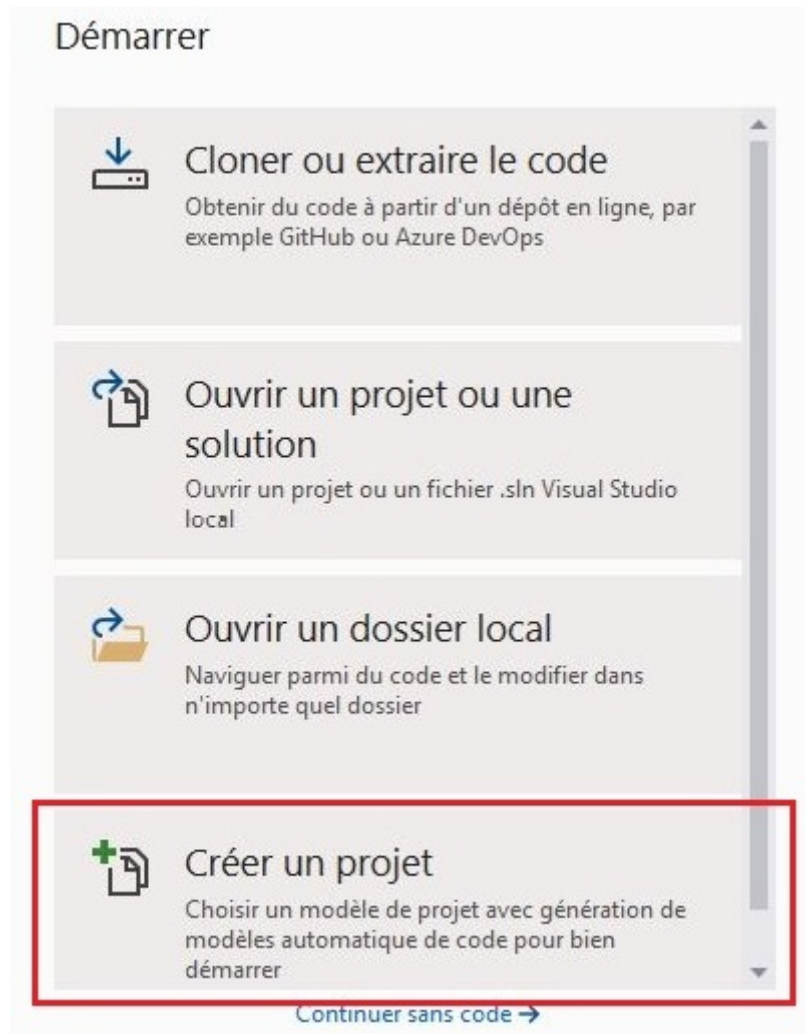 Démarrer
Cloner ou extraire le code
Obtenir du code à partir d'un dépôt en ligne, par
exemple GitHub ou Azure DevOps
Ouvrir un projet ou une
solution
Ouvrir un projet ou un fichier .sln Visual Studio
local
Ouvrir un dossier local
Naviguer parmi du code et le modifier dans
n'importe quel dossier
Créer un projet
Choisir un modèle de projet avec génération de
modèles automatique de code pour bien
démarrer
Continuer sans code →